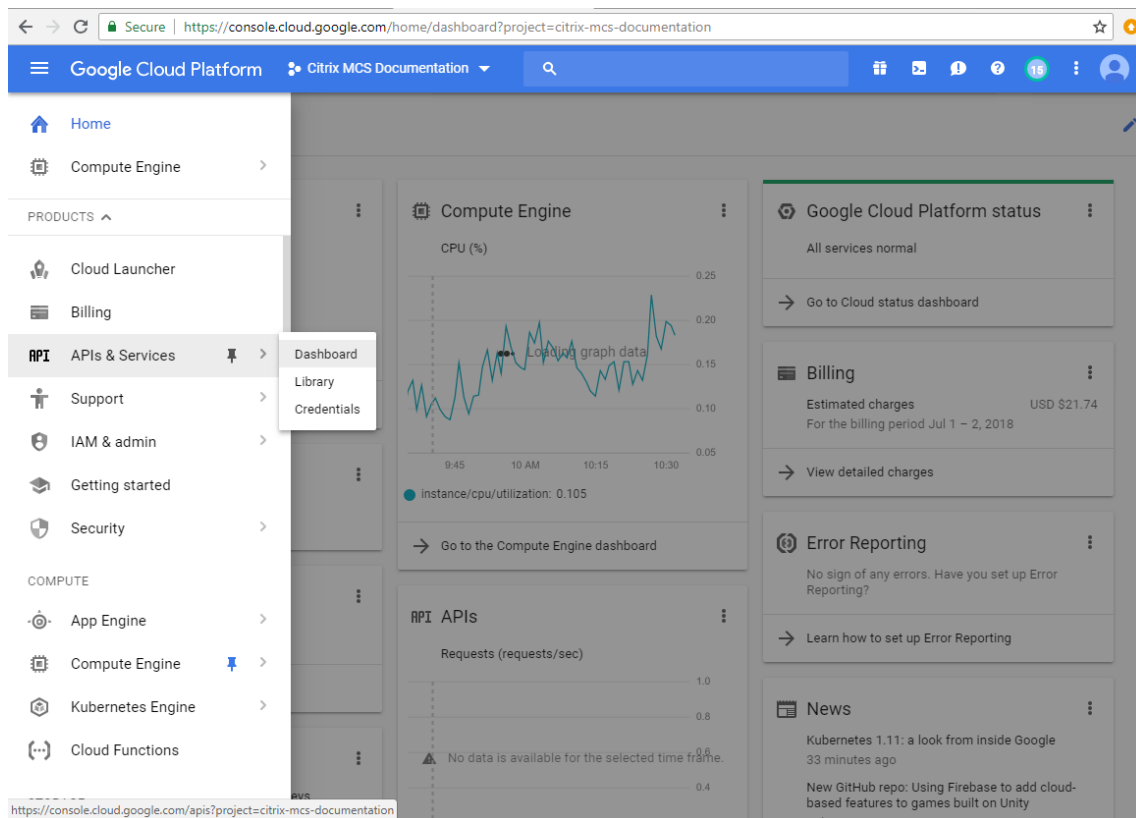 Secure
https://console.cloud.google.com/home/dashboard?project=citrix-mcs-documentation
Google Cloud Platform
Citrix MCS Documentation
15
Home
Compute Engine
PRODUCTS
Cloud Launcher
Billing
API APIs & Services
Support
IAM & admin
Getting started
Security
COMPUTE
App Engine
Compute Engine
Kubernetes Engine
Cloud Functions
https://console.cloud.google.com/apis?project=citrix-mcs-documentation
Dashboard
Library
Credentials
Compute Engine
CPU (%)
0.25
0.20
Loading graph data
0.15
0.10
0.05
9:45 10 AM 10:15 10:30
instance/cpu/utilization: 0.105
Go to the Compute Engine dashboard
API APIs
Requests (requests/sec)
1.0
0.8
No data is available for the selected time frame.
0.6
0.4
Google Cloud Platform status
All services normal
Go to Cloud status dashboard
Billing
Estimated charges USD $21.74
For the billing period Jul 1 – 2, 2018
View detailed charges
Error Reporting
No sign of any errors. Have you set up Error
Reporting?
Learn how to set up Error Reporting
News
Kubernetes 1.11: a look from inside Google
33 minutes ago
New GitHub repo: Using Firebase to add cloud-
based features to games built on Unity